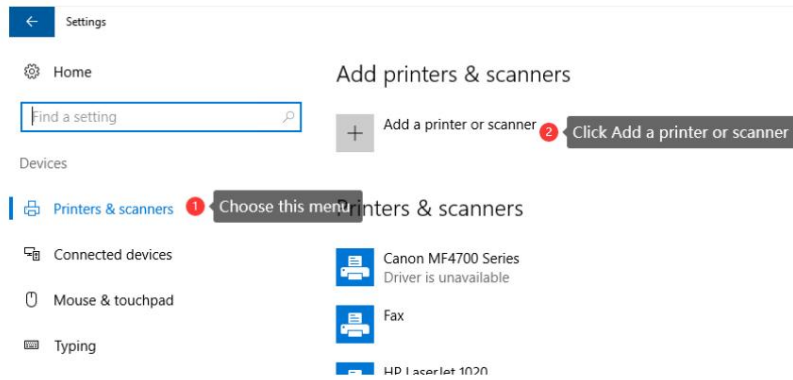 Settings
Home
Find a setting
Devices
Printers & scanners
1 Choose this menu
Connected devices
Mouse & touchpad
Typing
Add printers & scanners
Add a printer or scanner
2 Click Add a printer or scanner
Printers & scanners
Canon MF4700 Series
Driver is unavailable
Fax
HP LaserJet 1020